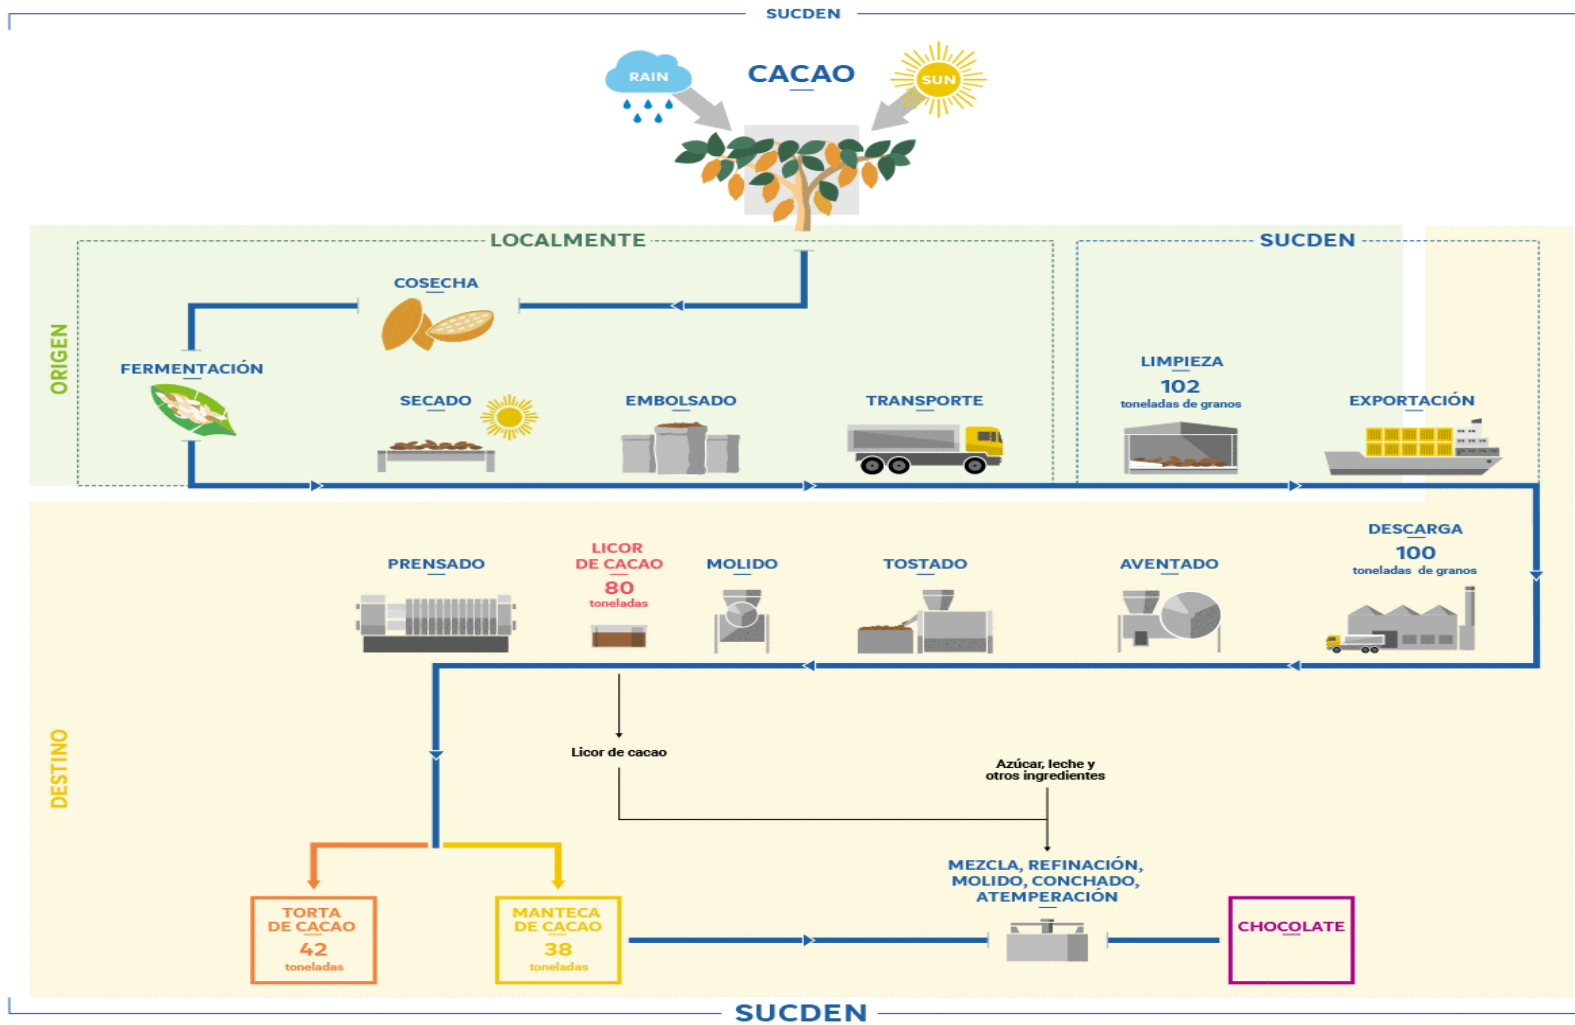 SUCDEN
RAIN
CACAO
SUN
LOCALMENTE
SUCDEN
ORIGEN
COSECHA
FERMENTACIÓN
SECADO
EMBOLSADO
TRANSPORTE
LIMPIEZA
102
toneladas de granos
EXPORTACIÓN
DESCARGA
100
toneladas de granos
AVENTADO
TOSTADO
MOLIDO
LICOR
DE CACAO
80
toneladas
PRENSADO
DESTINO
Licor de cacao
Azúcar, leche y
otros ingredientes
MEZCLA, REFINACIÓN,
MOLIDO, CONCHADO,
ATEMPERACIÓN
TORTA
DE CACAO
42
toneladas
MANTECA
DE CACAO
38
toneladas
CHOCOLATE
SUCDEN